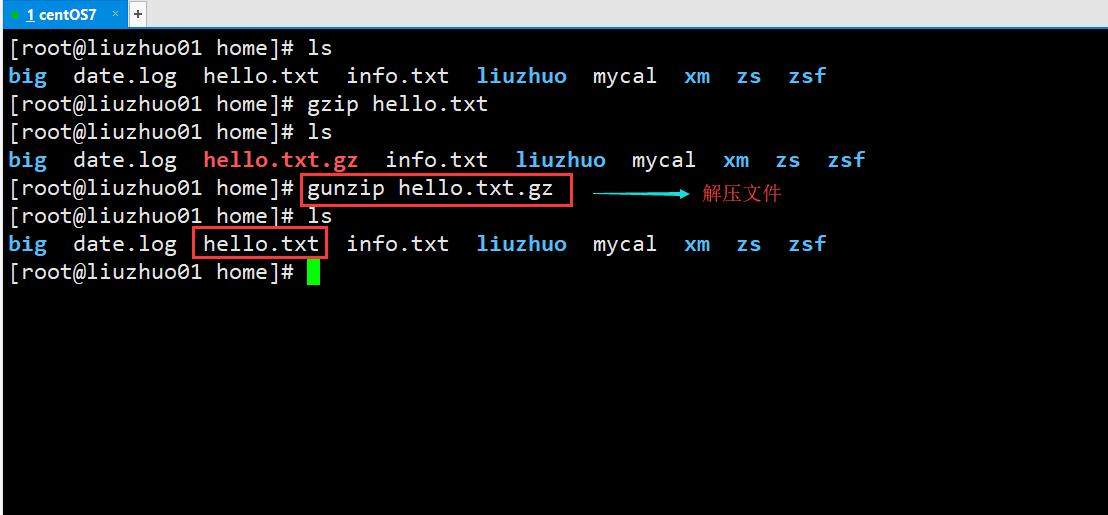 1 centOS7 × +
[root@liuzhuo01 home]# ls
big date.log hello.txt info.txt liuzhuo mycal xm zs zsf
[root@liuzhuo01 home]# gzip hello.txt
[root@liuzhuo01 home]# ls
big date.log hello.txt.gz info.txt liuzhuo mycal xm zs zsf
[root@liuzhuo01 home]# gunzip hello.txt.gz 解压文件
[root@liuzhuo01 home]# ls
big date.log hello.txt info.txt liuzhuo mycal xm zs zsf
[root@liuzhuo01 home]#